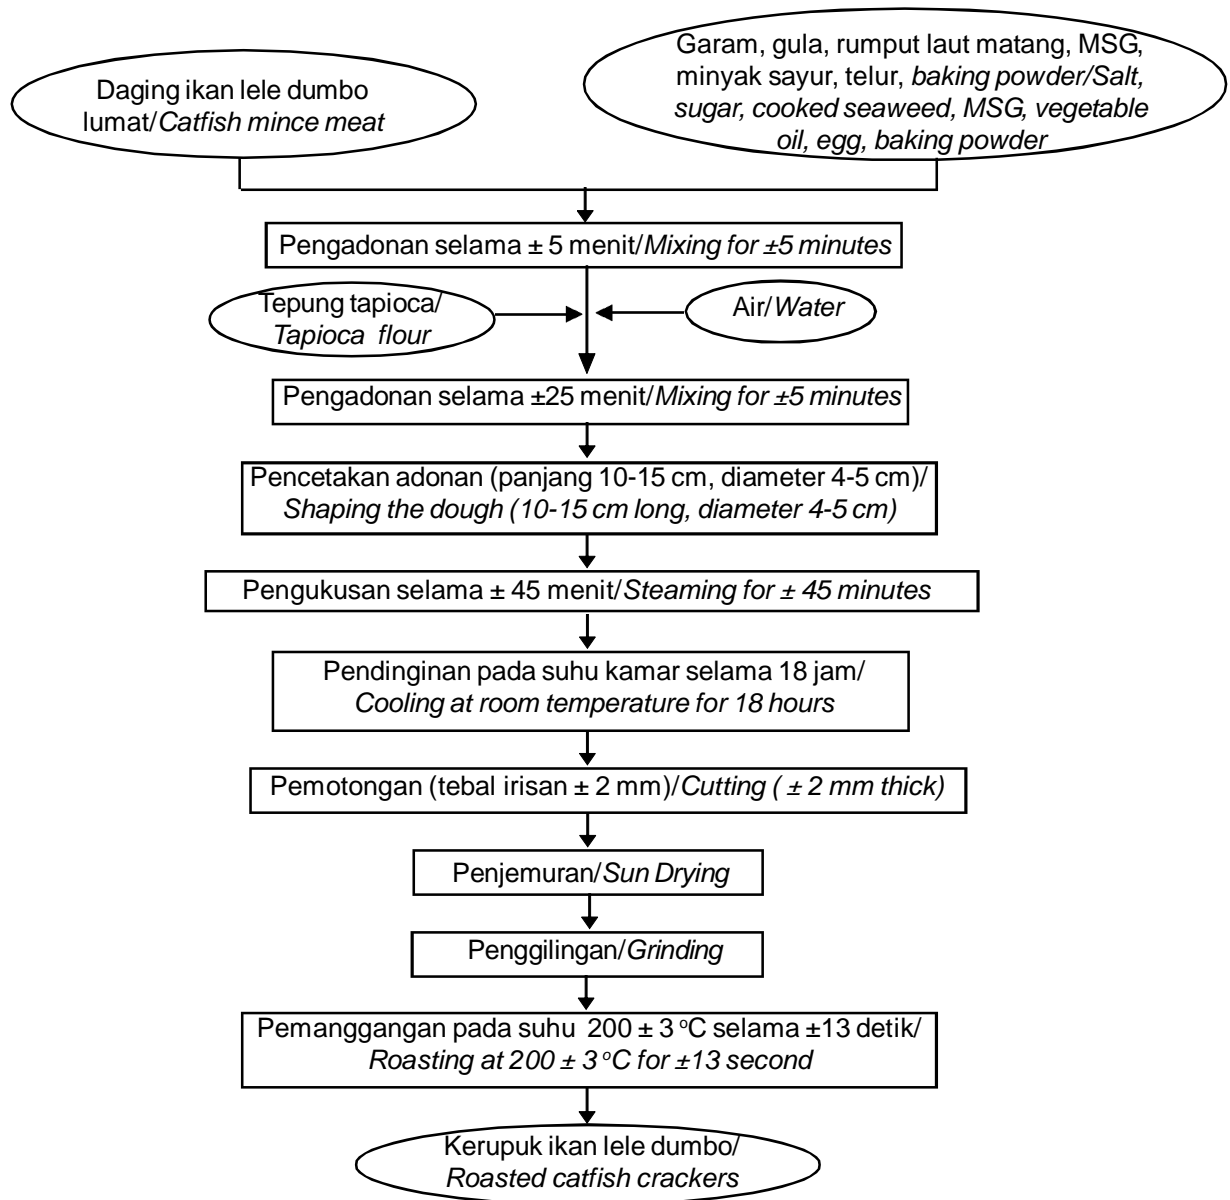 Daging ikan lele dumbo
lumat/Catfish mince meat
Garam, gula, rumput laut matang, MSG,
minyak sayur, telur, baking powder/Salt,
sugar, cooked seaweed, MSG, vegetable
oil, egg, baking powder
Pengadonan selama ± 5 menit/Mixing for ±5 minutes
Tepung tapioca/
Tapioca flour
Air/Water
Pengadonan selama ±25 menit/Mixing for ±5 minutes
Pencetakan adonan (panjang 10-15 cm, diameter 4-5 cm)/
Shaping the dough (10-15 cm long, diameter 4-5 cm)
Pengukusan selama ± 45 menit/Steaming for ± 45 minutes
Pendinginan pada suhu kamar selama 18 jam/
Cooling at room temperature for 18 hours
Pemotongan (tebal irisan ± 2 mm)/Cutting ( ± 2 mm thick)
Penjemuran/Sun Drying
Penggilingan/Grinding
Pemanggangan pada suhu 200 ± 3 °C selama ±13 detik/
Roasting at 200 ± 3 °C for ±13 second
Kerupuk ikan lele dumbo/
Roasted catfish crackers